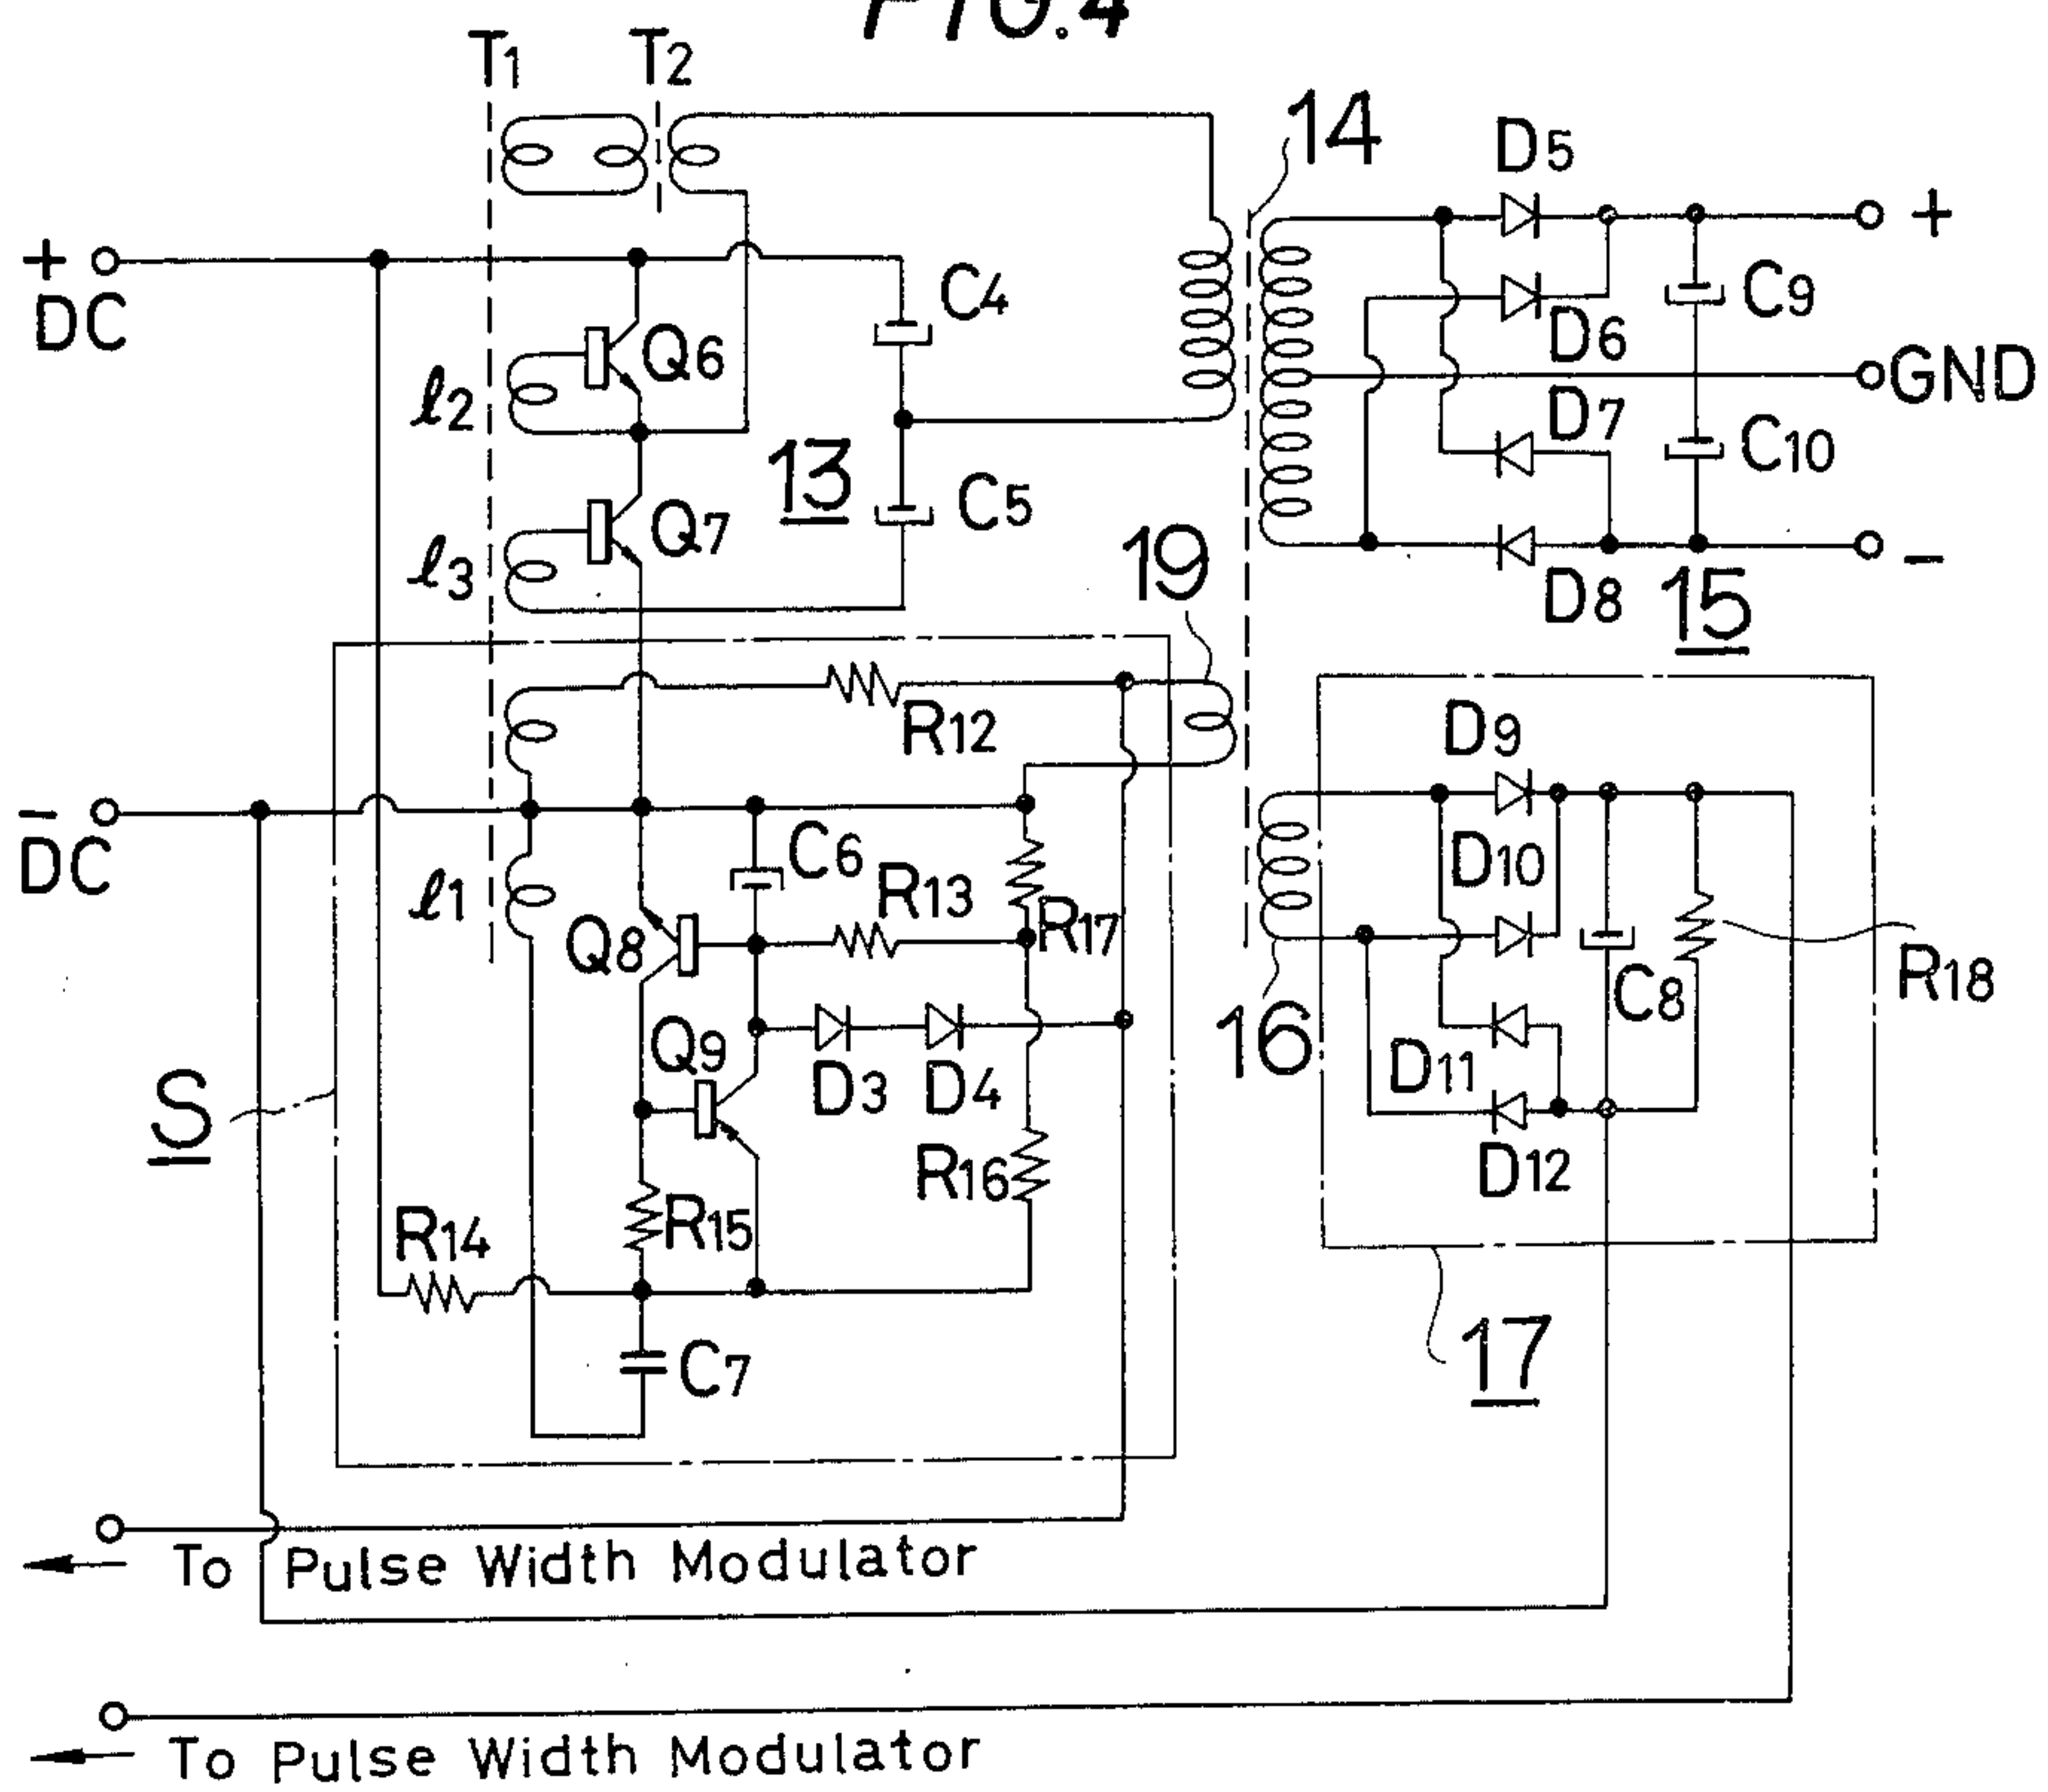 FIG.4
T1
T2
14
D5
+
+
DC
C4
C9
Q6
D6
GND
l2
D7
13
C10
Q7
C5
l3
19
D8
15
-
R12
D9
-
DC
C6
D10
l1
R13
R17
Q8
C8
R18
Q9
16
D11
S
D3
D4
R16
D12
R14
R15
C7
17
To Pulse Width Modulator
To Pulse Width Modulator